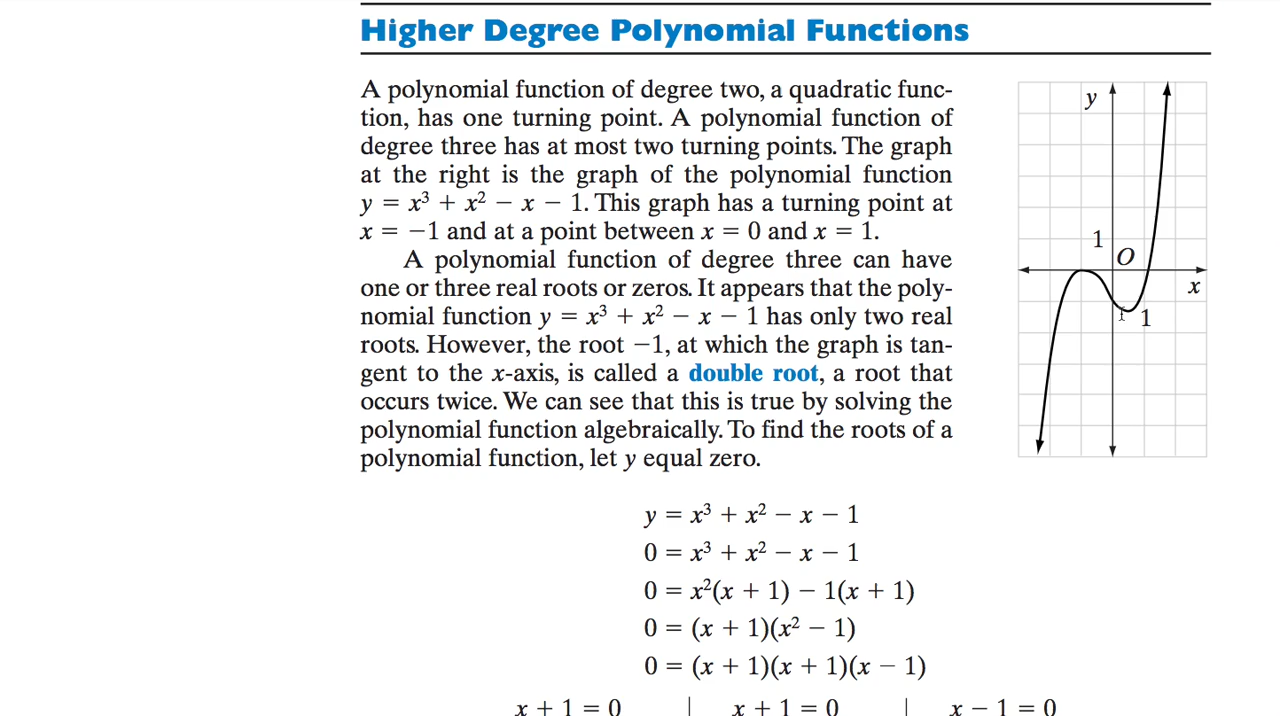 Higher Degree Polynomial Functions
A polynomial function of degree two, a quadratic func-
tion, has one turning point. A polynomial function of
degree three has at most two turning points. The graph
at the right is the graph of the polynomial function
y = x³ + x² − x − 1. This graph has a turning point at
x = −1 and at a point between x = 0 and x = 1.
A polynomial function of degree three can have
one or three real roots or zeros. It appears that the poly-
nomial function y = x³ + x² − x − 1 has only two real
roots. However, the root −1, at which the graph is tan-
gent to the x-axis, is called a double root, a root that
occurs twice. We can see that this is true by solving the
polynomial function algebraically. To find the roots of a
polynomial function, let y equal zero.
y
1
O
x
1
y = x³ + x² − x − 1
0 = x³ + x² − x − 1
0 = x²(x + 1) − 1(x + 1)
0 = (x + 1)(x² − 1)
0 = (x + 1)(x + 1)(x − 1)
x + 1 = 0 | x + 1 = 0 | x − 1 = 0